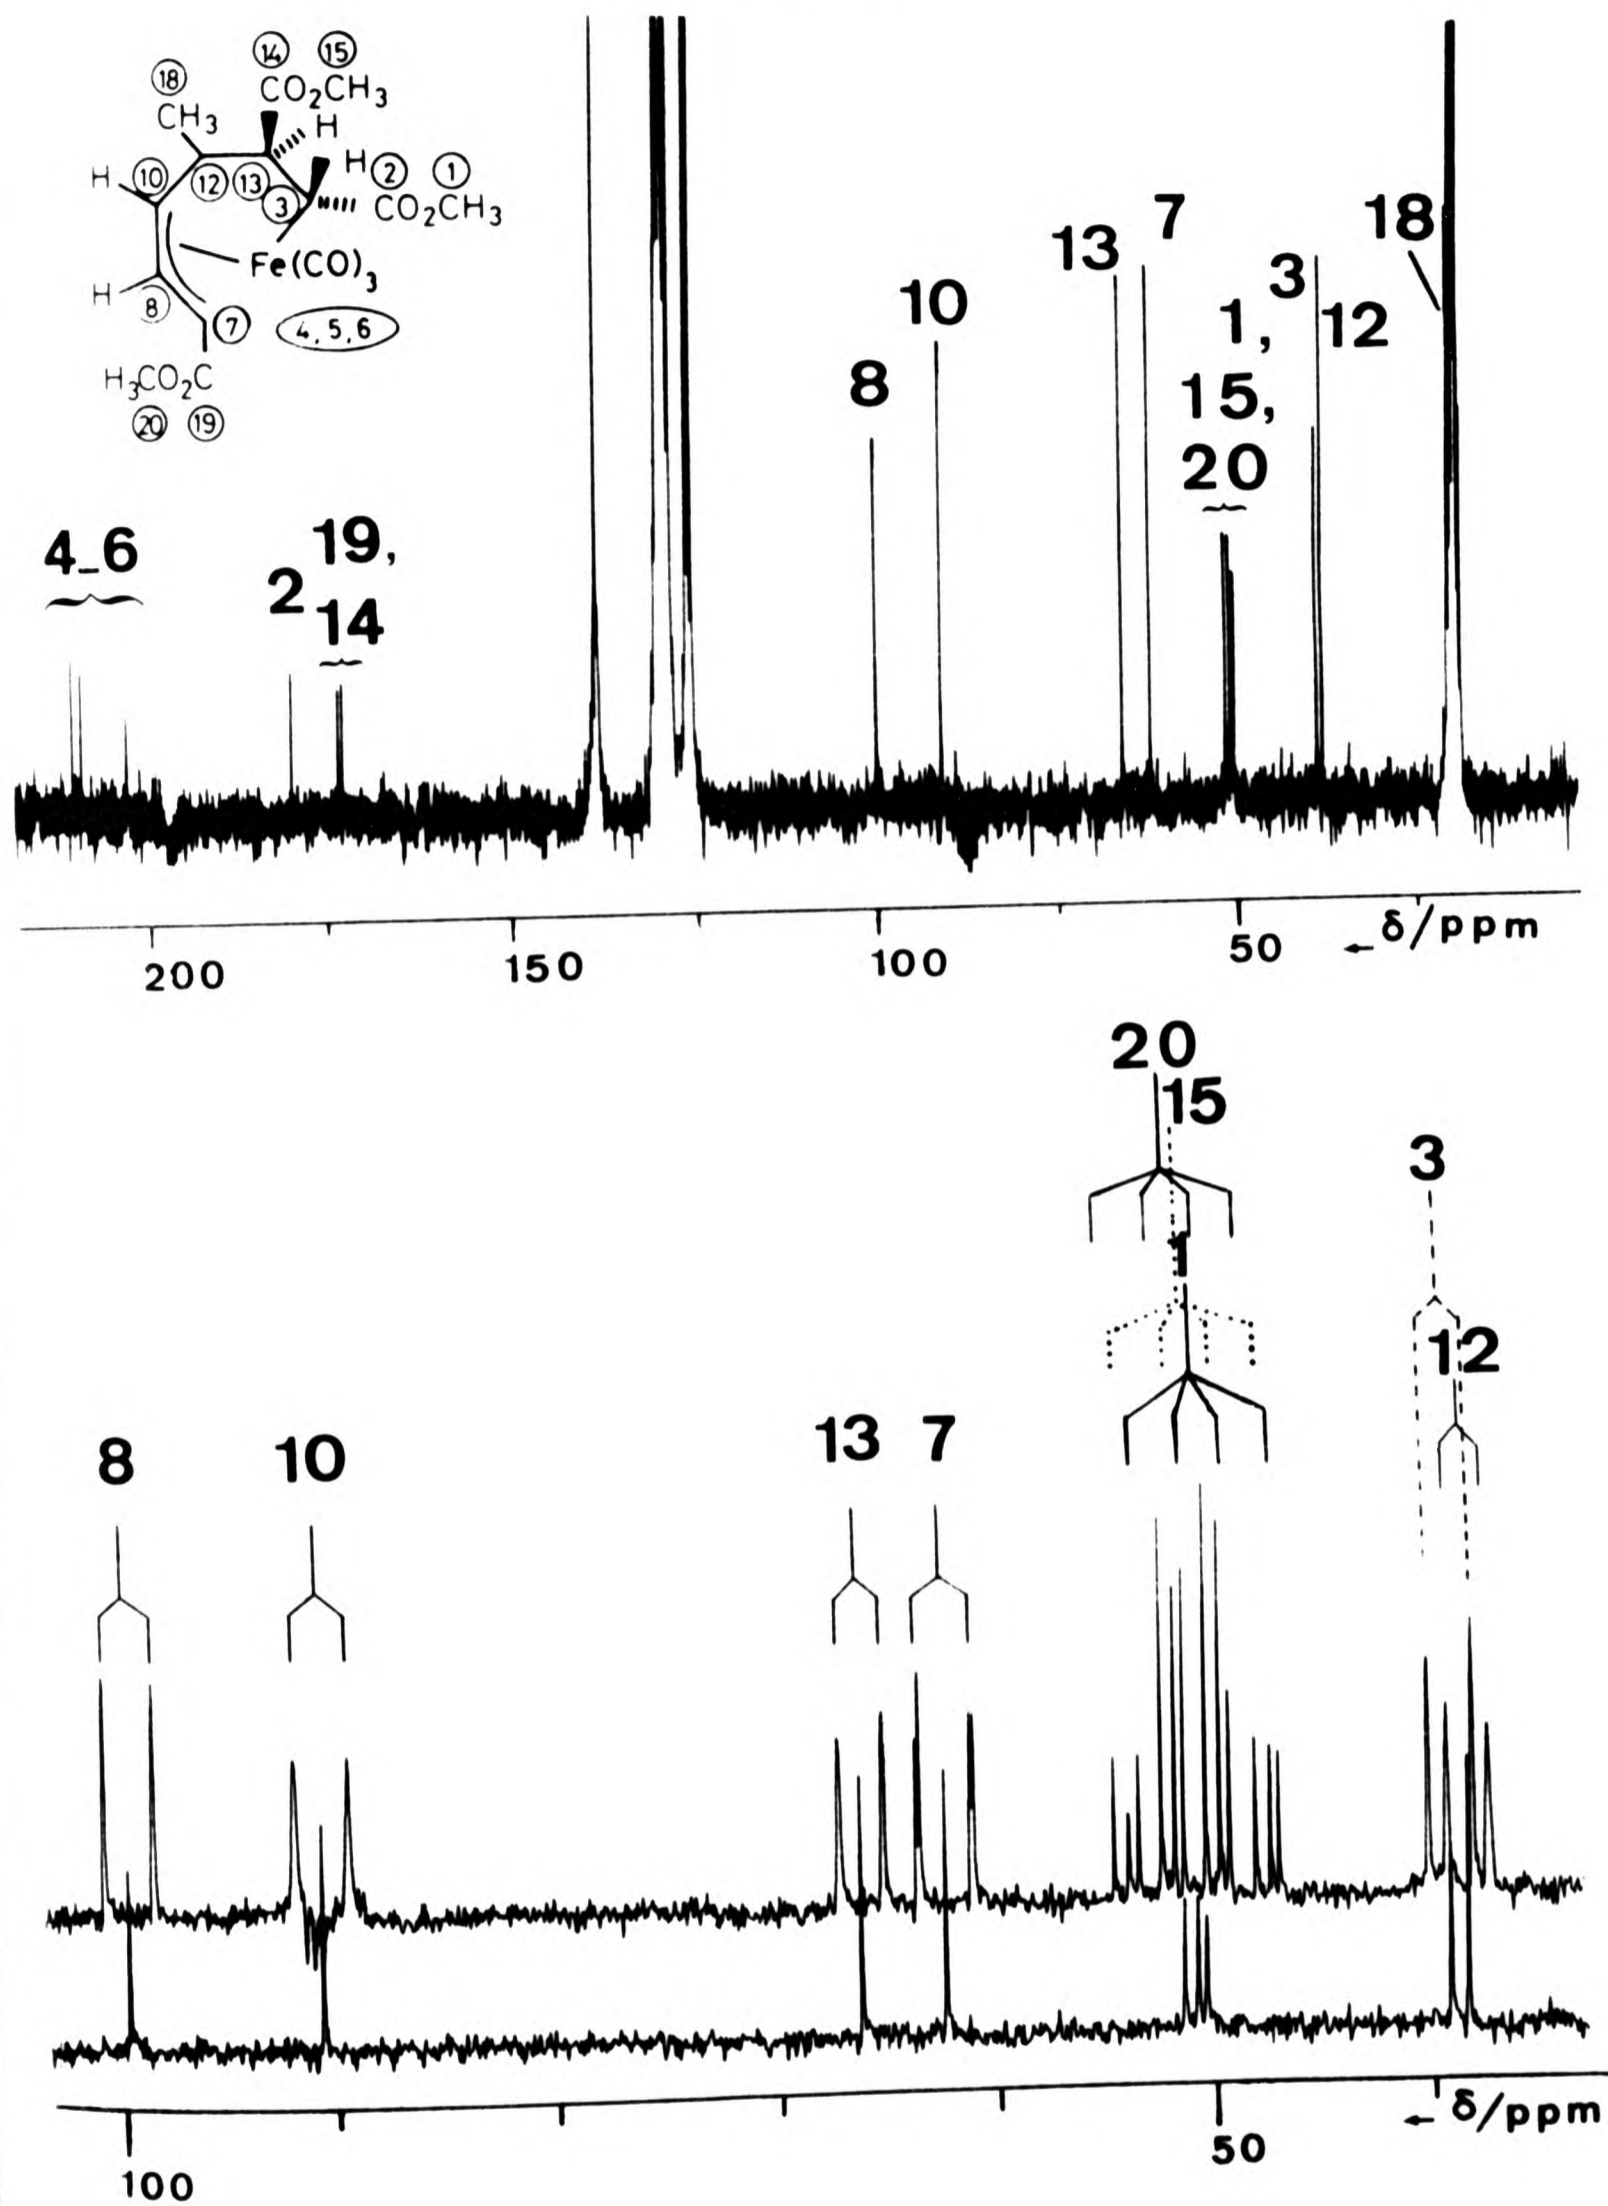 ⑭ ⑮
⑱ CO₂CH₃
CH₃ H
H ⑩ ⑫ ⑬ H ② ①
③ CO₂CH₃
Fe(CO)₃
H ⑧ ⑦ 4,5,6
H₃CO₂C
⑳ ⑲
4-6
2
19,
14
8
10
13
7
1,
15,
20
3
12
18
200 150 100 50 ←δ/ppm
20
15
1
3
12
8 10 13 7
100 50 ←δ/ppm